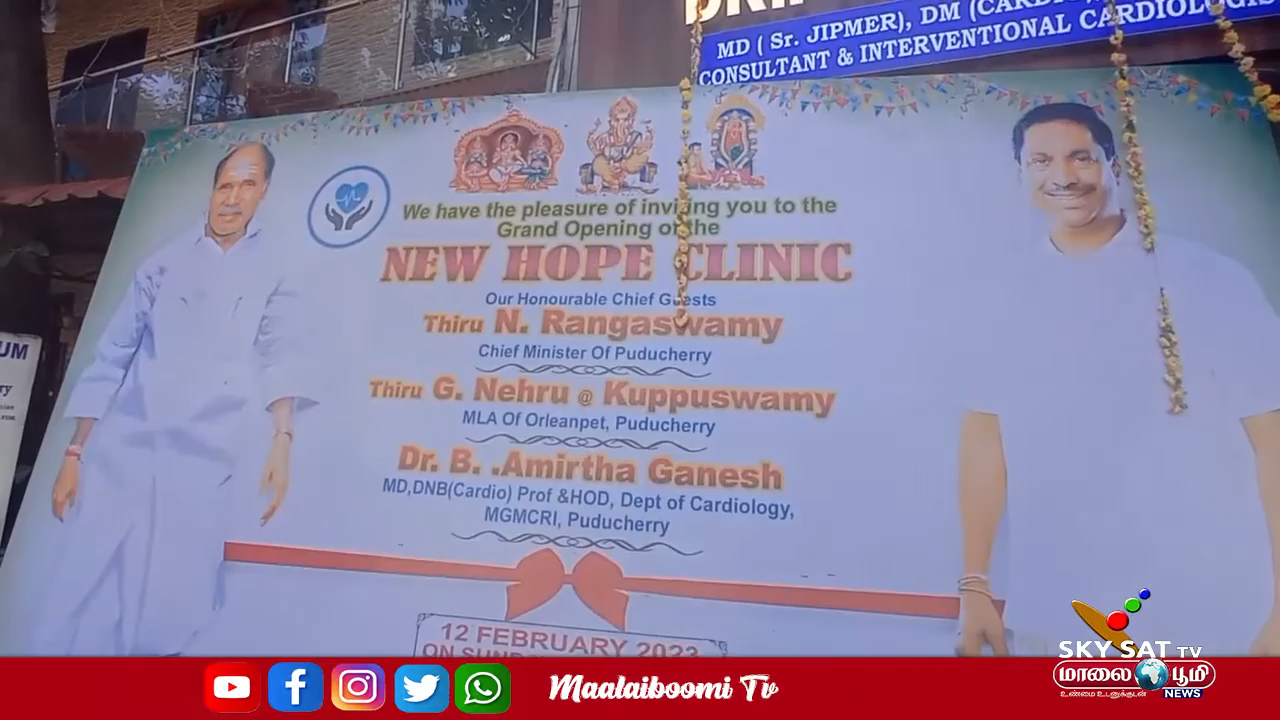 MD ( Sr. JIPMER), DM (CARDIO),
CONSULTANT & INTERVENTIONAL CARDIOLOGIS
We have the pleasure of inviting you to the
Grand Opening of the
NEW HOPE CLINIC
Our Honourable Chief Guests
Thiru N. Rangaswamy
Chief Minister Of Puducherry
Thiru G. Nehru @ Kuppuswamy
MLA Of Orleanpet, Puducherry
Dr. B. .Amirtha Ganesh
MD,DNB(Cardio) Prof &HOD, Dept of Cardiology,
MGMCRI, Puducherry
12 FEBRUARY 2023
UM
Maalaiboomi Tv
SKY SAT TV
மாலை பூமி
உண்மை உடனுக்குடன் NEWS